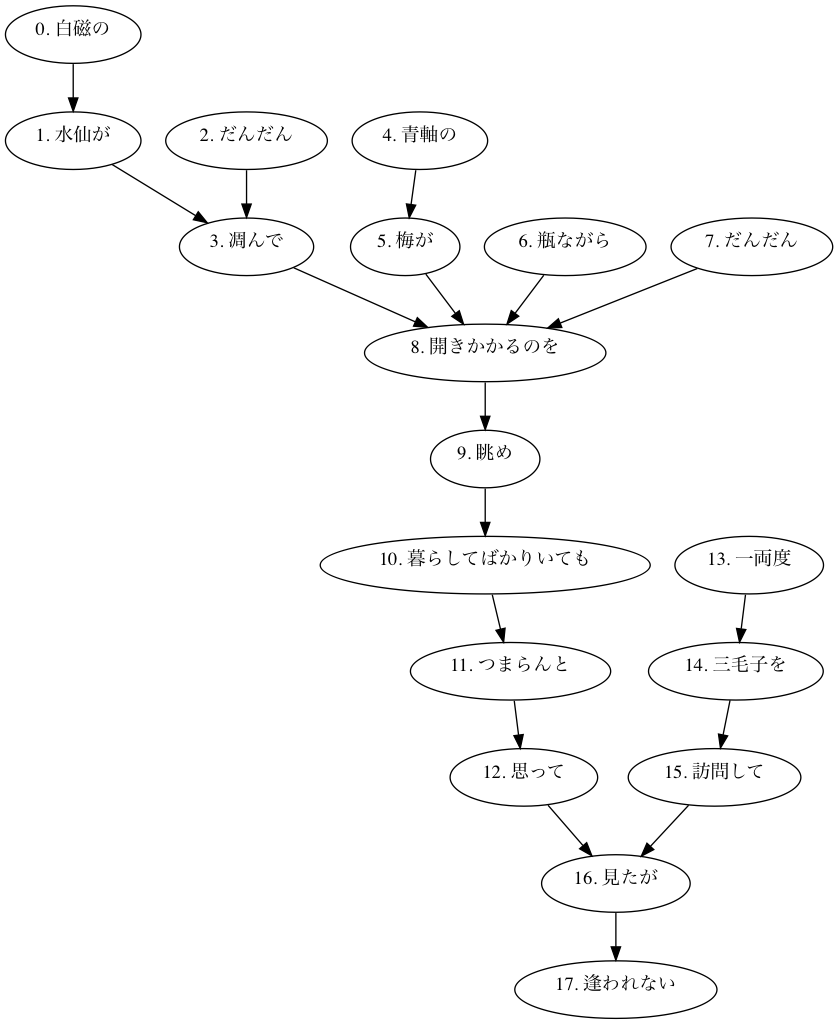 0. 白磁の
1. 水仙が
2. だんだん
4. 青軸の
3. 凋んで
5. 梅が
6. 瓶ながら
7. だんだん
8. 開きかかるのを
9. 眺め
10. 暮らしてばかりいても
13. 一両度
11. つまらんと
14. 三毛子を
12. 思って
15. 訪問して
16. 見たが
17. 逢われない